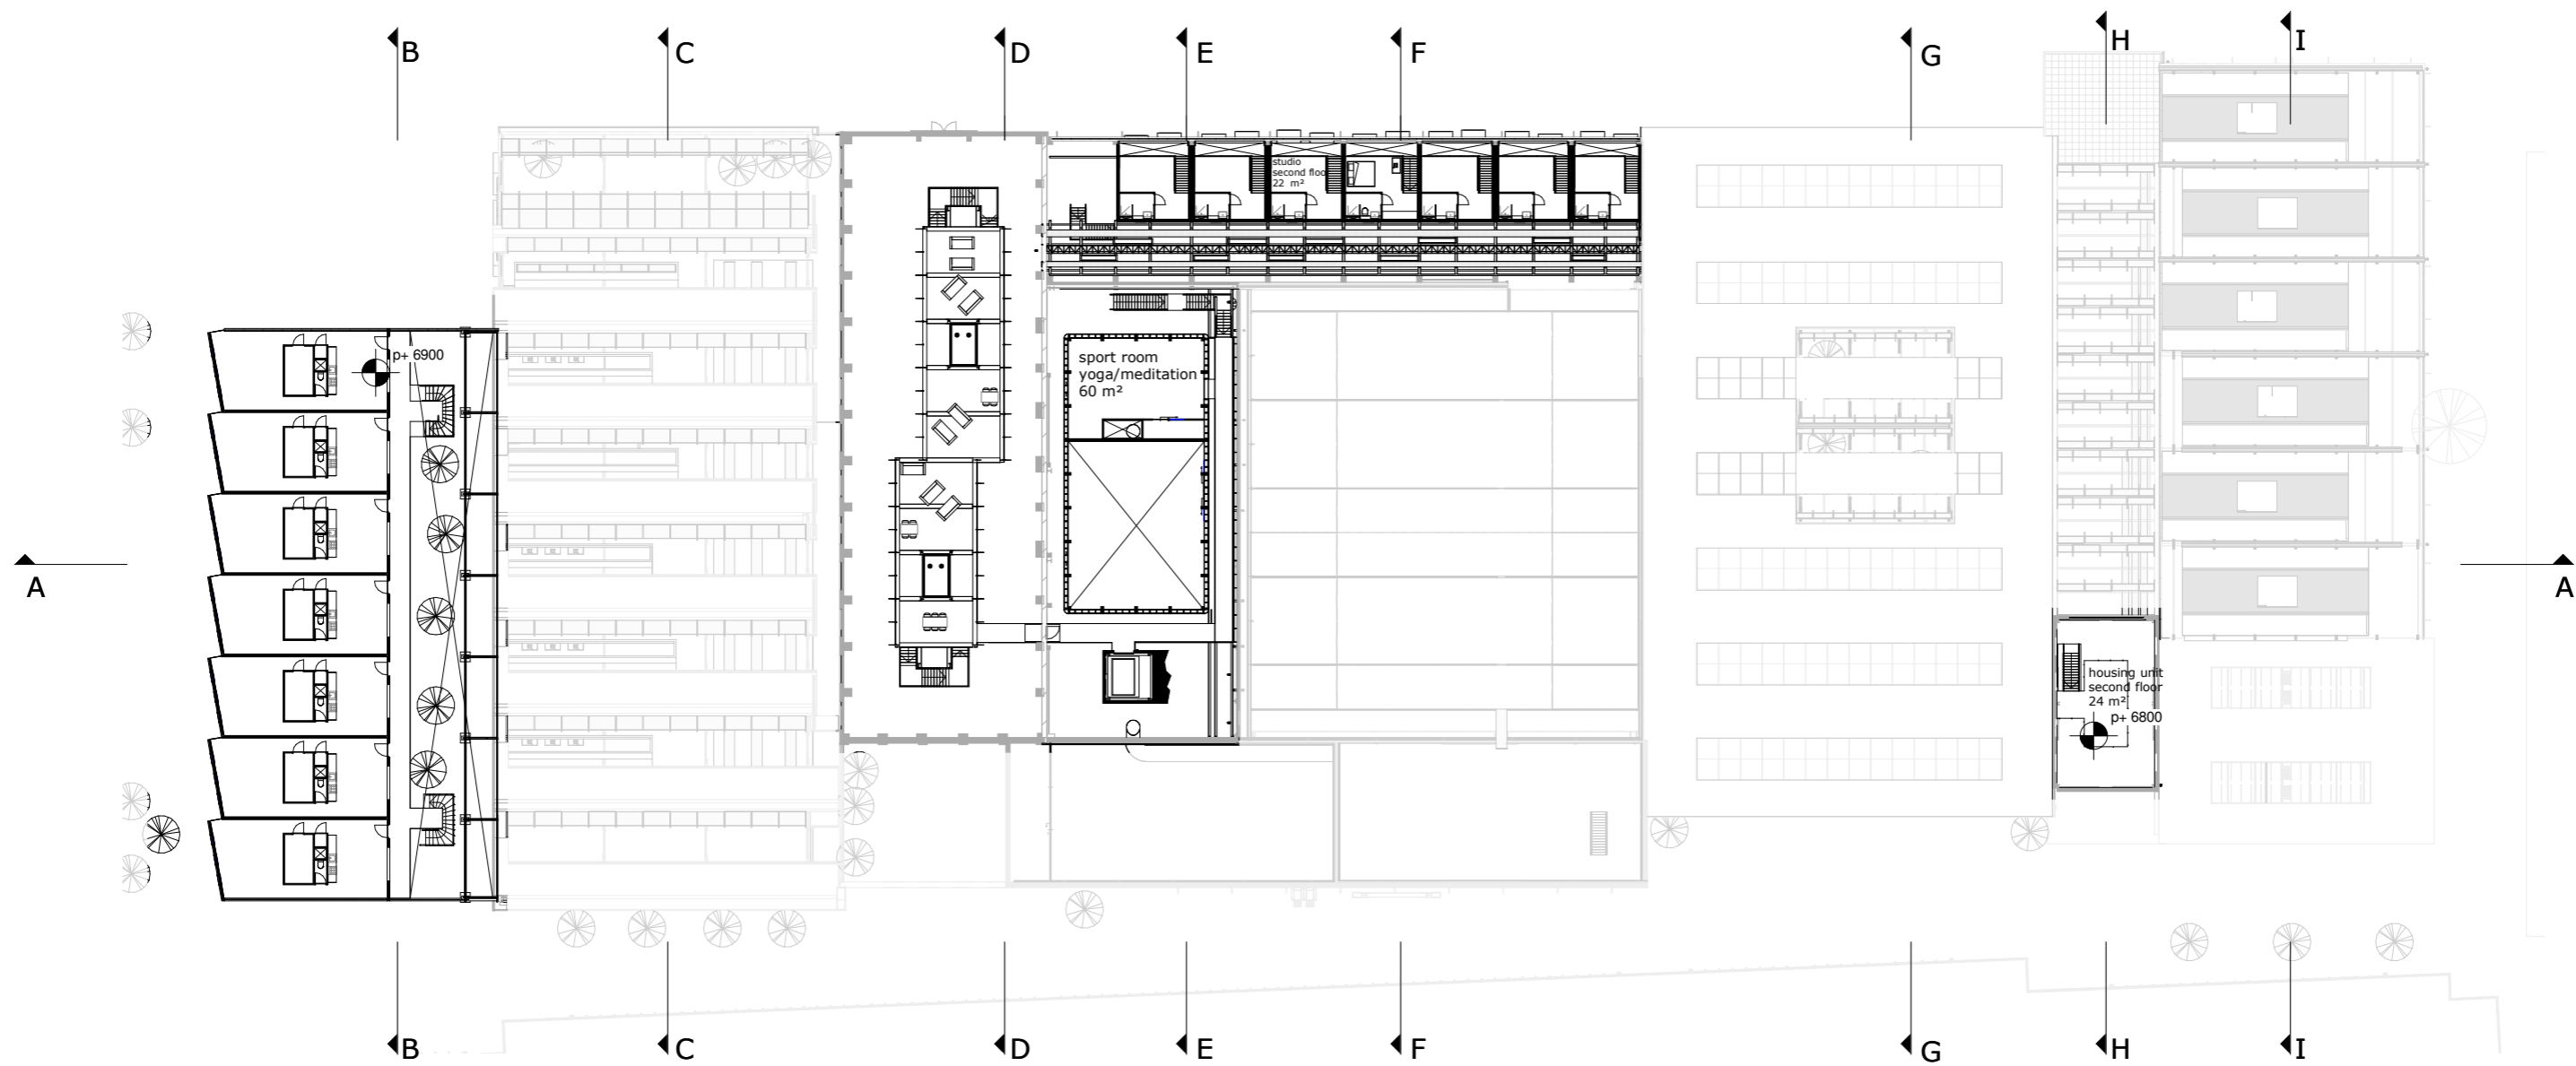 B C D E F G H I
studio
second floo
22 m²
p+ 6900
sport room
yoga/meditation
60 m²
A A
housing unit
second floor
24 m²
p+ 6800
B C D E F G H I